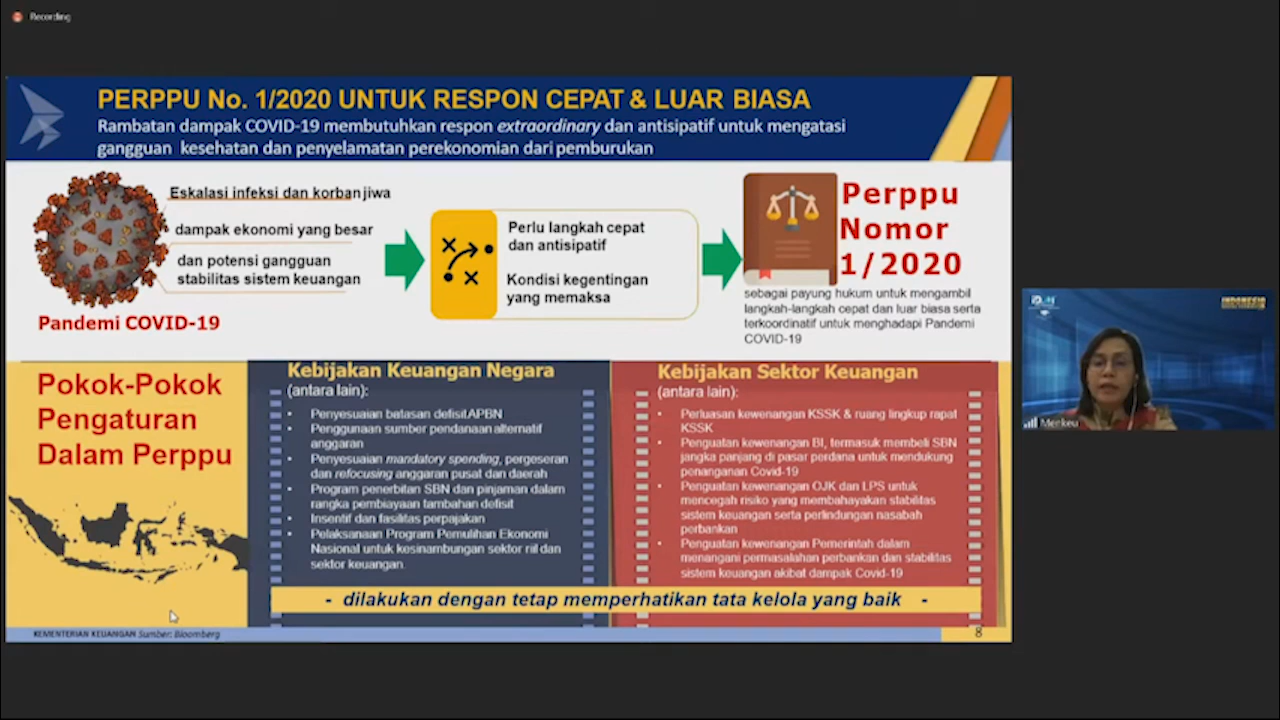 Recording
PERPPU No. 1/2020 UNTUK RESPON CEPAT & LUAR BIASA
Rambatan dampak COVID-19 membutuhkan respon extraordinary dan antisipatif untuk mengatasi
gangguan kesehatan dan penyelamatan perekonomian dari pemburukan
Eskalasi infeksi dan korban jiwa
dampak ekonomi yang besar
dan potensi gangguan
stabilitas sistem keuangan
Pandemi COVID-19
Perlu langkah cepat
dan antisipatif
Kondisi kegentingan
yang memaksa
Perppu
Nomor
1/2020
sebagai payung hukum untuk mengambil
langkah-langkah cepat dan luar biasa serta
terkoordinatif untuk menghadapi Pandemi
COVID-19
Pokok-Pokok
Pengaturan
Dalam Perppu
Kebijakan Keuangan Negara
(antara lain):
• Penyesuaian batasan defisit APBN
• Penggunaan sumber pendanaan alternatif
anggaran
• Penyesuaian mandatory spending, pergeseran
dan refocusing anggaran pusat dan daerah
• Program penerbitan SBN dan pinjaman dalam
rangka pembiayaan tambahan defisit
• Insentif dan fasilitas perpajakan
• Pelaksanaan Program Pemulihan Ekonomi
Nasional untuk kesinambungan sektor riil dan
sektor keuangan.
Kebijakan Sektor Keuangan
(antara lain):
• Perluasan kewenangan KSSK & ruang lingkup rapat
KSSK
• Penguatan kewenangan BI, termasuk membeli SBN
jangka panjang di pasar perdana untuk mendukung
penanganan Covid-19
• Penguatan kewenangan OJK dan LPS untuk
mencegah risiko yang membahayakan stabilitas
sistem keuangan serta perlindungan nasabah
perbankan
• Penguatan kewenangan Pemerintah dalam
menangani permasalahan perbankan dan stabilitas
sistem keuangan akibat dampak Covid-19
- dilakukan dengan tetap memperhatikan tata kelola yang baik -
KEMENTERIAN KEUANGAN Sumber: Bloomberg
8
Menkeu